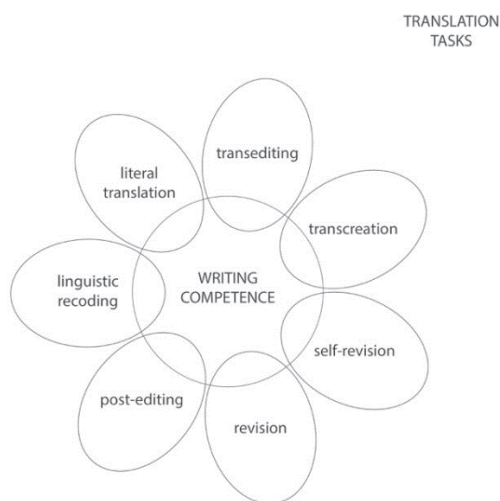 TRANSLATION
TASKS
transediting
literal
translation
transcreation
linguistic
recoding
WRITING
COMPETENCE
self-revision
post-editing
revision